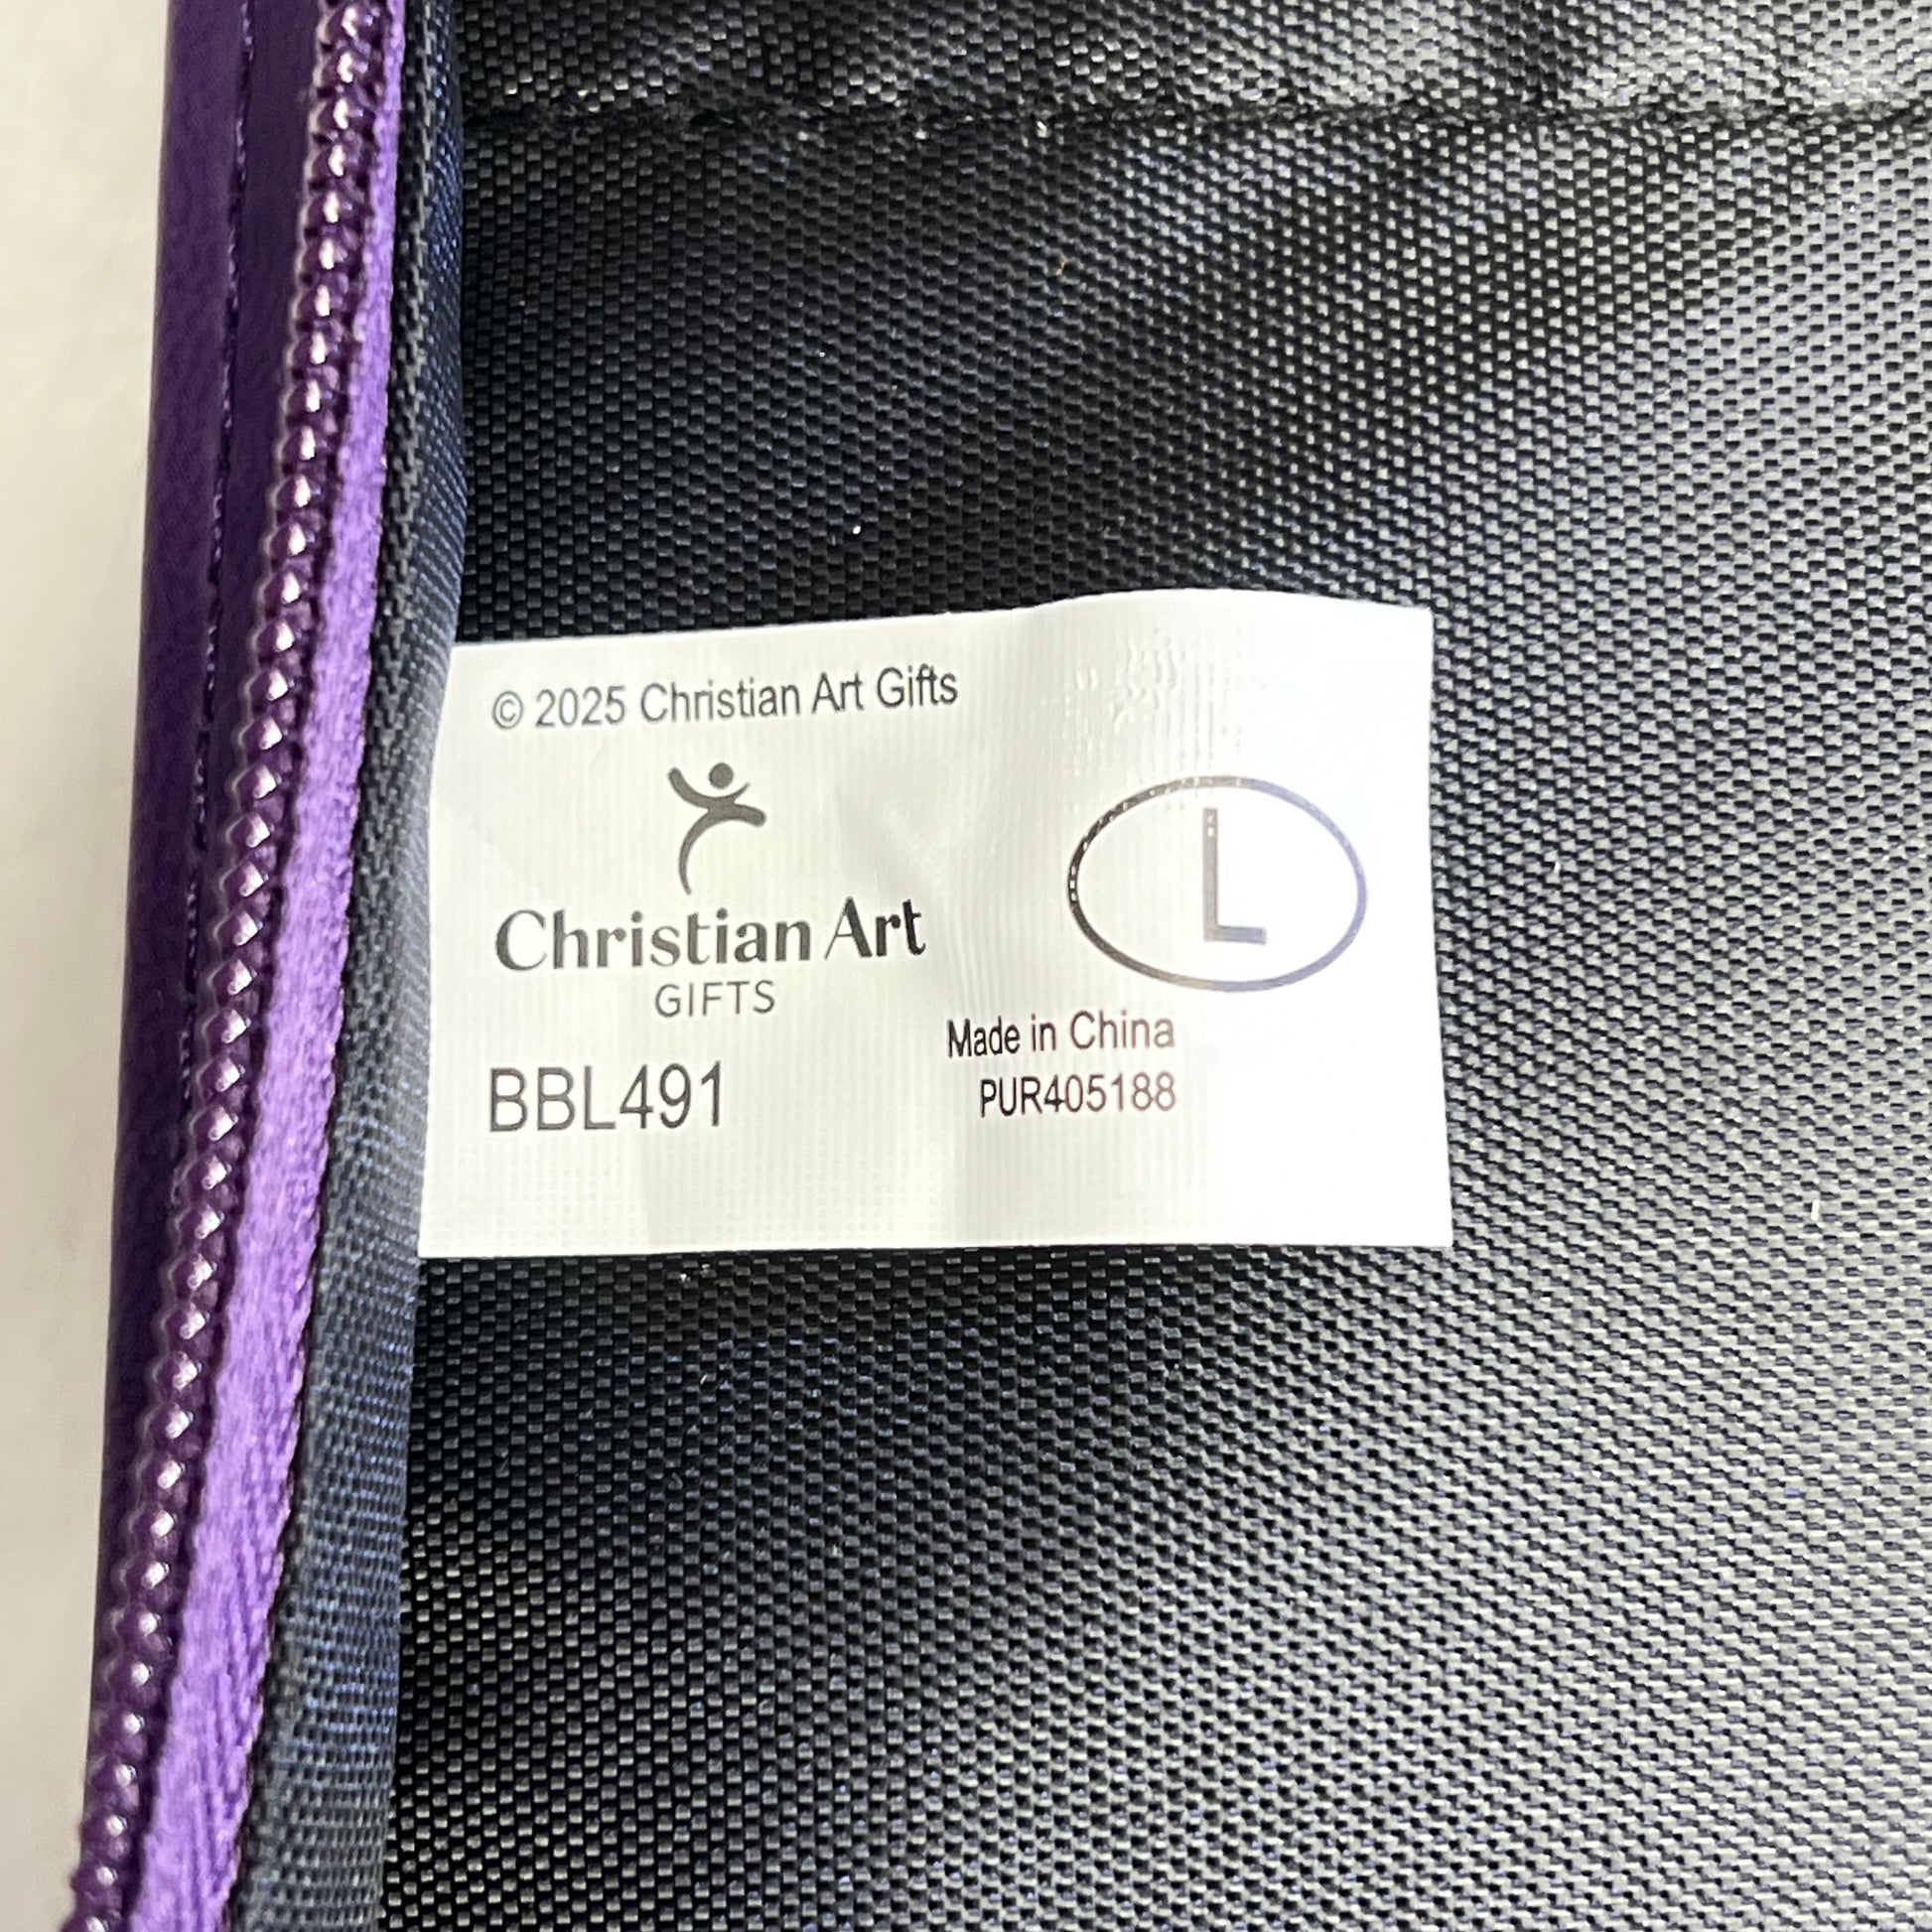 © 2025 Christian Art Gifts
Christian Art
GIFTS
L
BBL491
Made in China
PUR405188